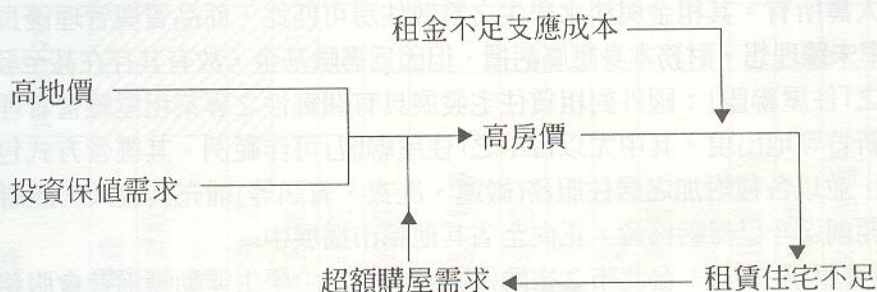 租金不足支應成本
高地價
高房價
投資保值需求
超額購屋需求
租賃住宅不足